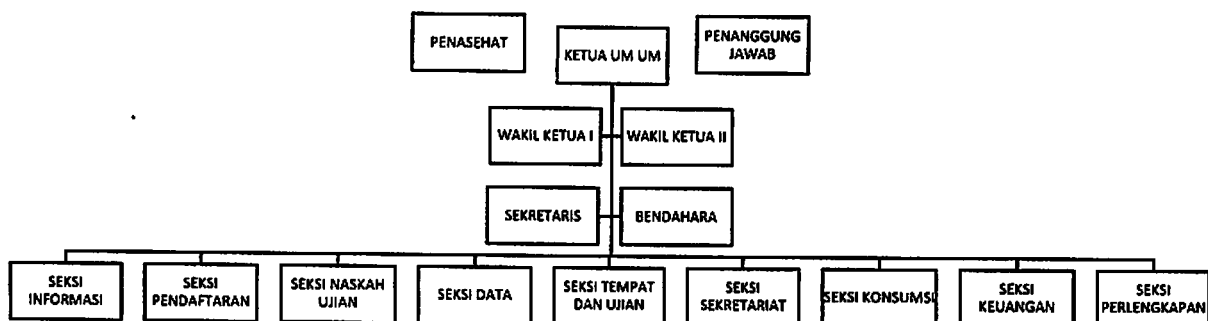 PENASEHAT
KETUA UM UM
PENANGGUNG
JAWAB
WAKIL KETUA I
WAKIL KETUA II
SEKRETARIS
BENDAHARA
SEKSI
INFORMASI
SEKSI
PENDAFTARAN
SEKSI NASKAH
UJIAN
SEKSI DATA
SEKSI TEMPAT
DAN UJIAN
SEKSI
SEKRETARIAT
SEKSI KONSUMSI
SEKSI
KEUANGAN
SEKSI
PERLENGKAPAN